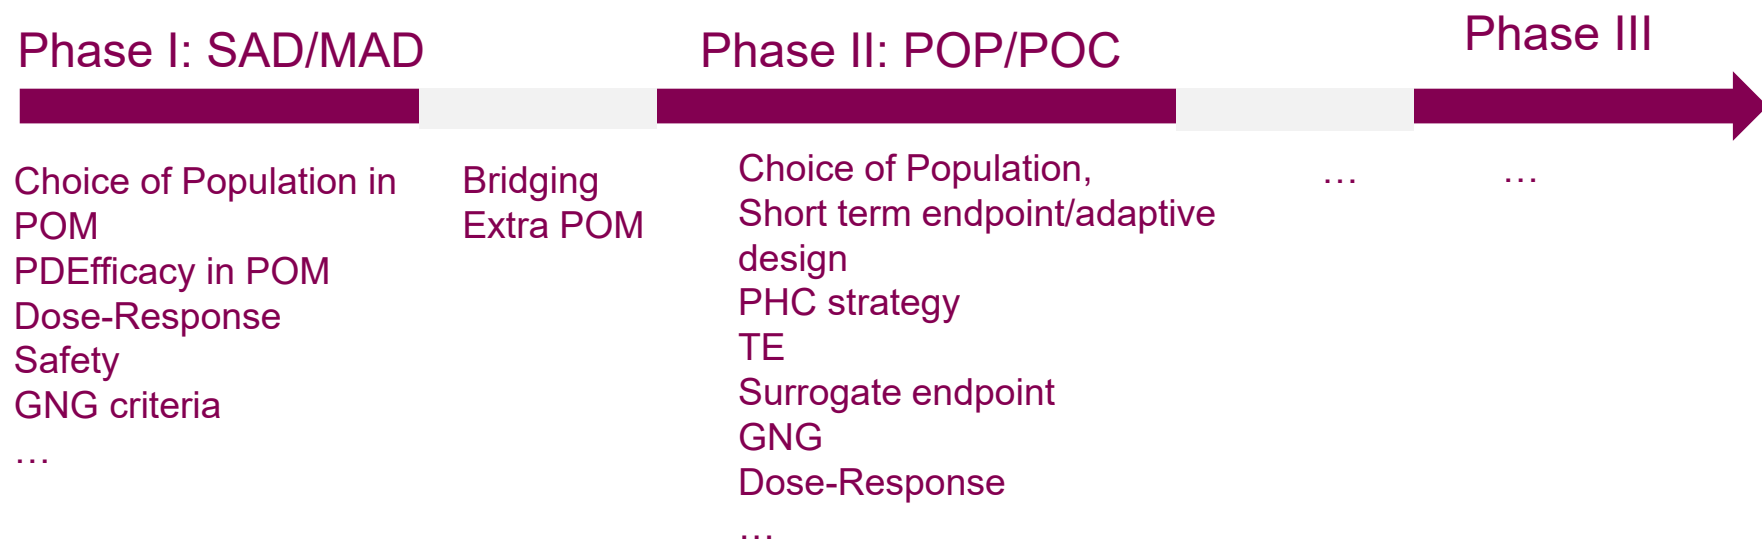 Phase I: SAD/MAD
Phase II: POP/POC
Phase III
Choice of Population in
POM
PDEfficacy in POM
Dose-Response
Safety
GNG criteria
…
Bridging
Extra POM
Choice of Population,
Short term endpoint/adaptive
design
PHC strategy
TE
Surrogate endpoint
GNG
Dose-Response
…
…
…